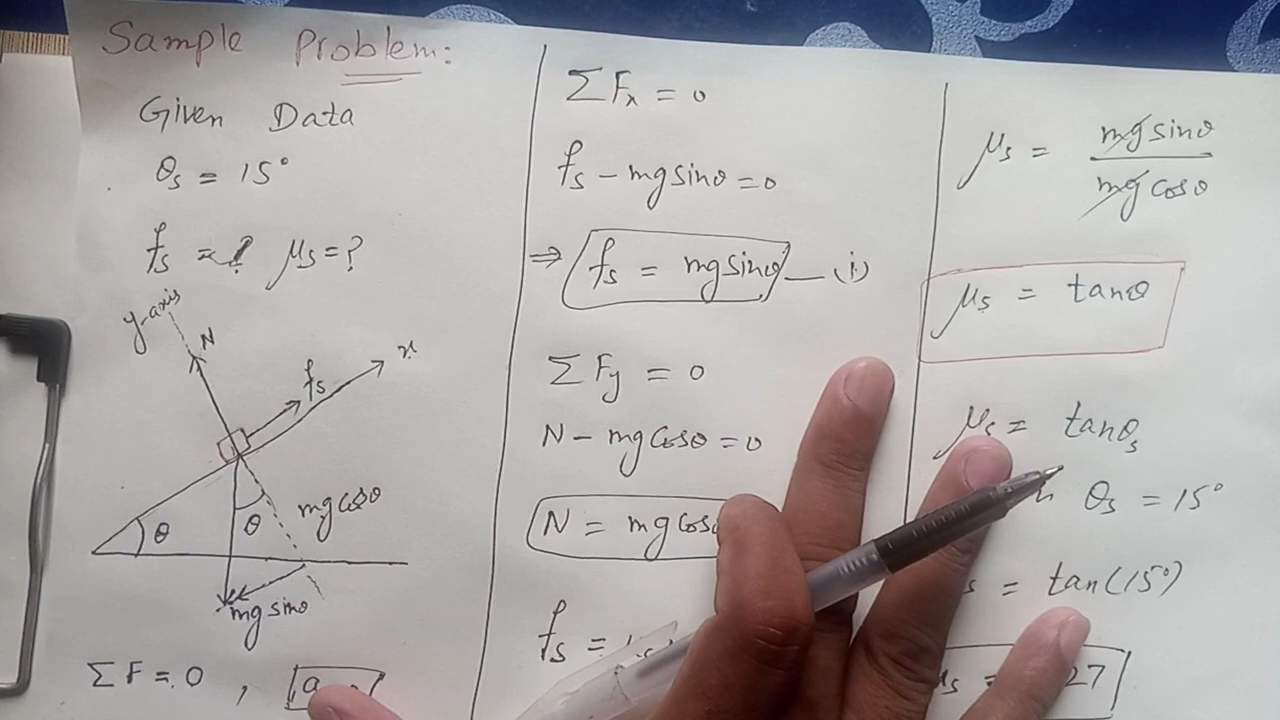 Sample Problem:
Given Data
θs = 15°
fs = ? μs = ?
y-axis
N
fs
x
θ
θ
mg cosθ
mg sinθ
ΣF = 0 , a
ΣFx = 0
fs - mg sinθ = 0
⇒ fs = mg sinθ — (i)
ΣFy = 0
N - mg cosθ = 0
N = mg cos
fs =
μs = mg sinθ / mg cosθ
μs = tanθ
μs = tanθs
θs = 15°
s = tan(15°)
μs = 27